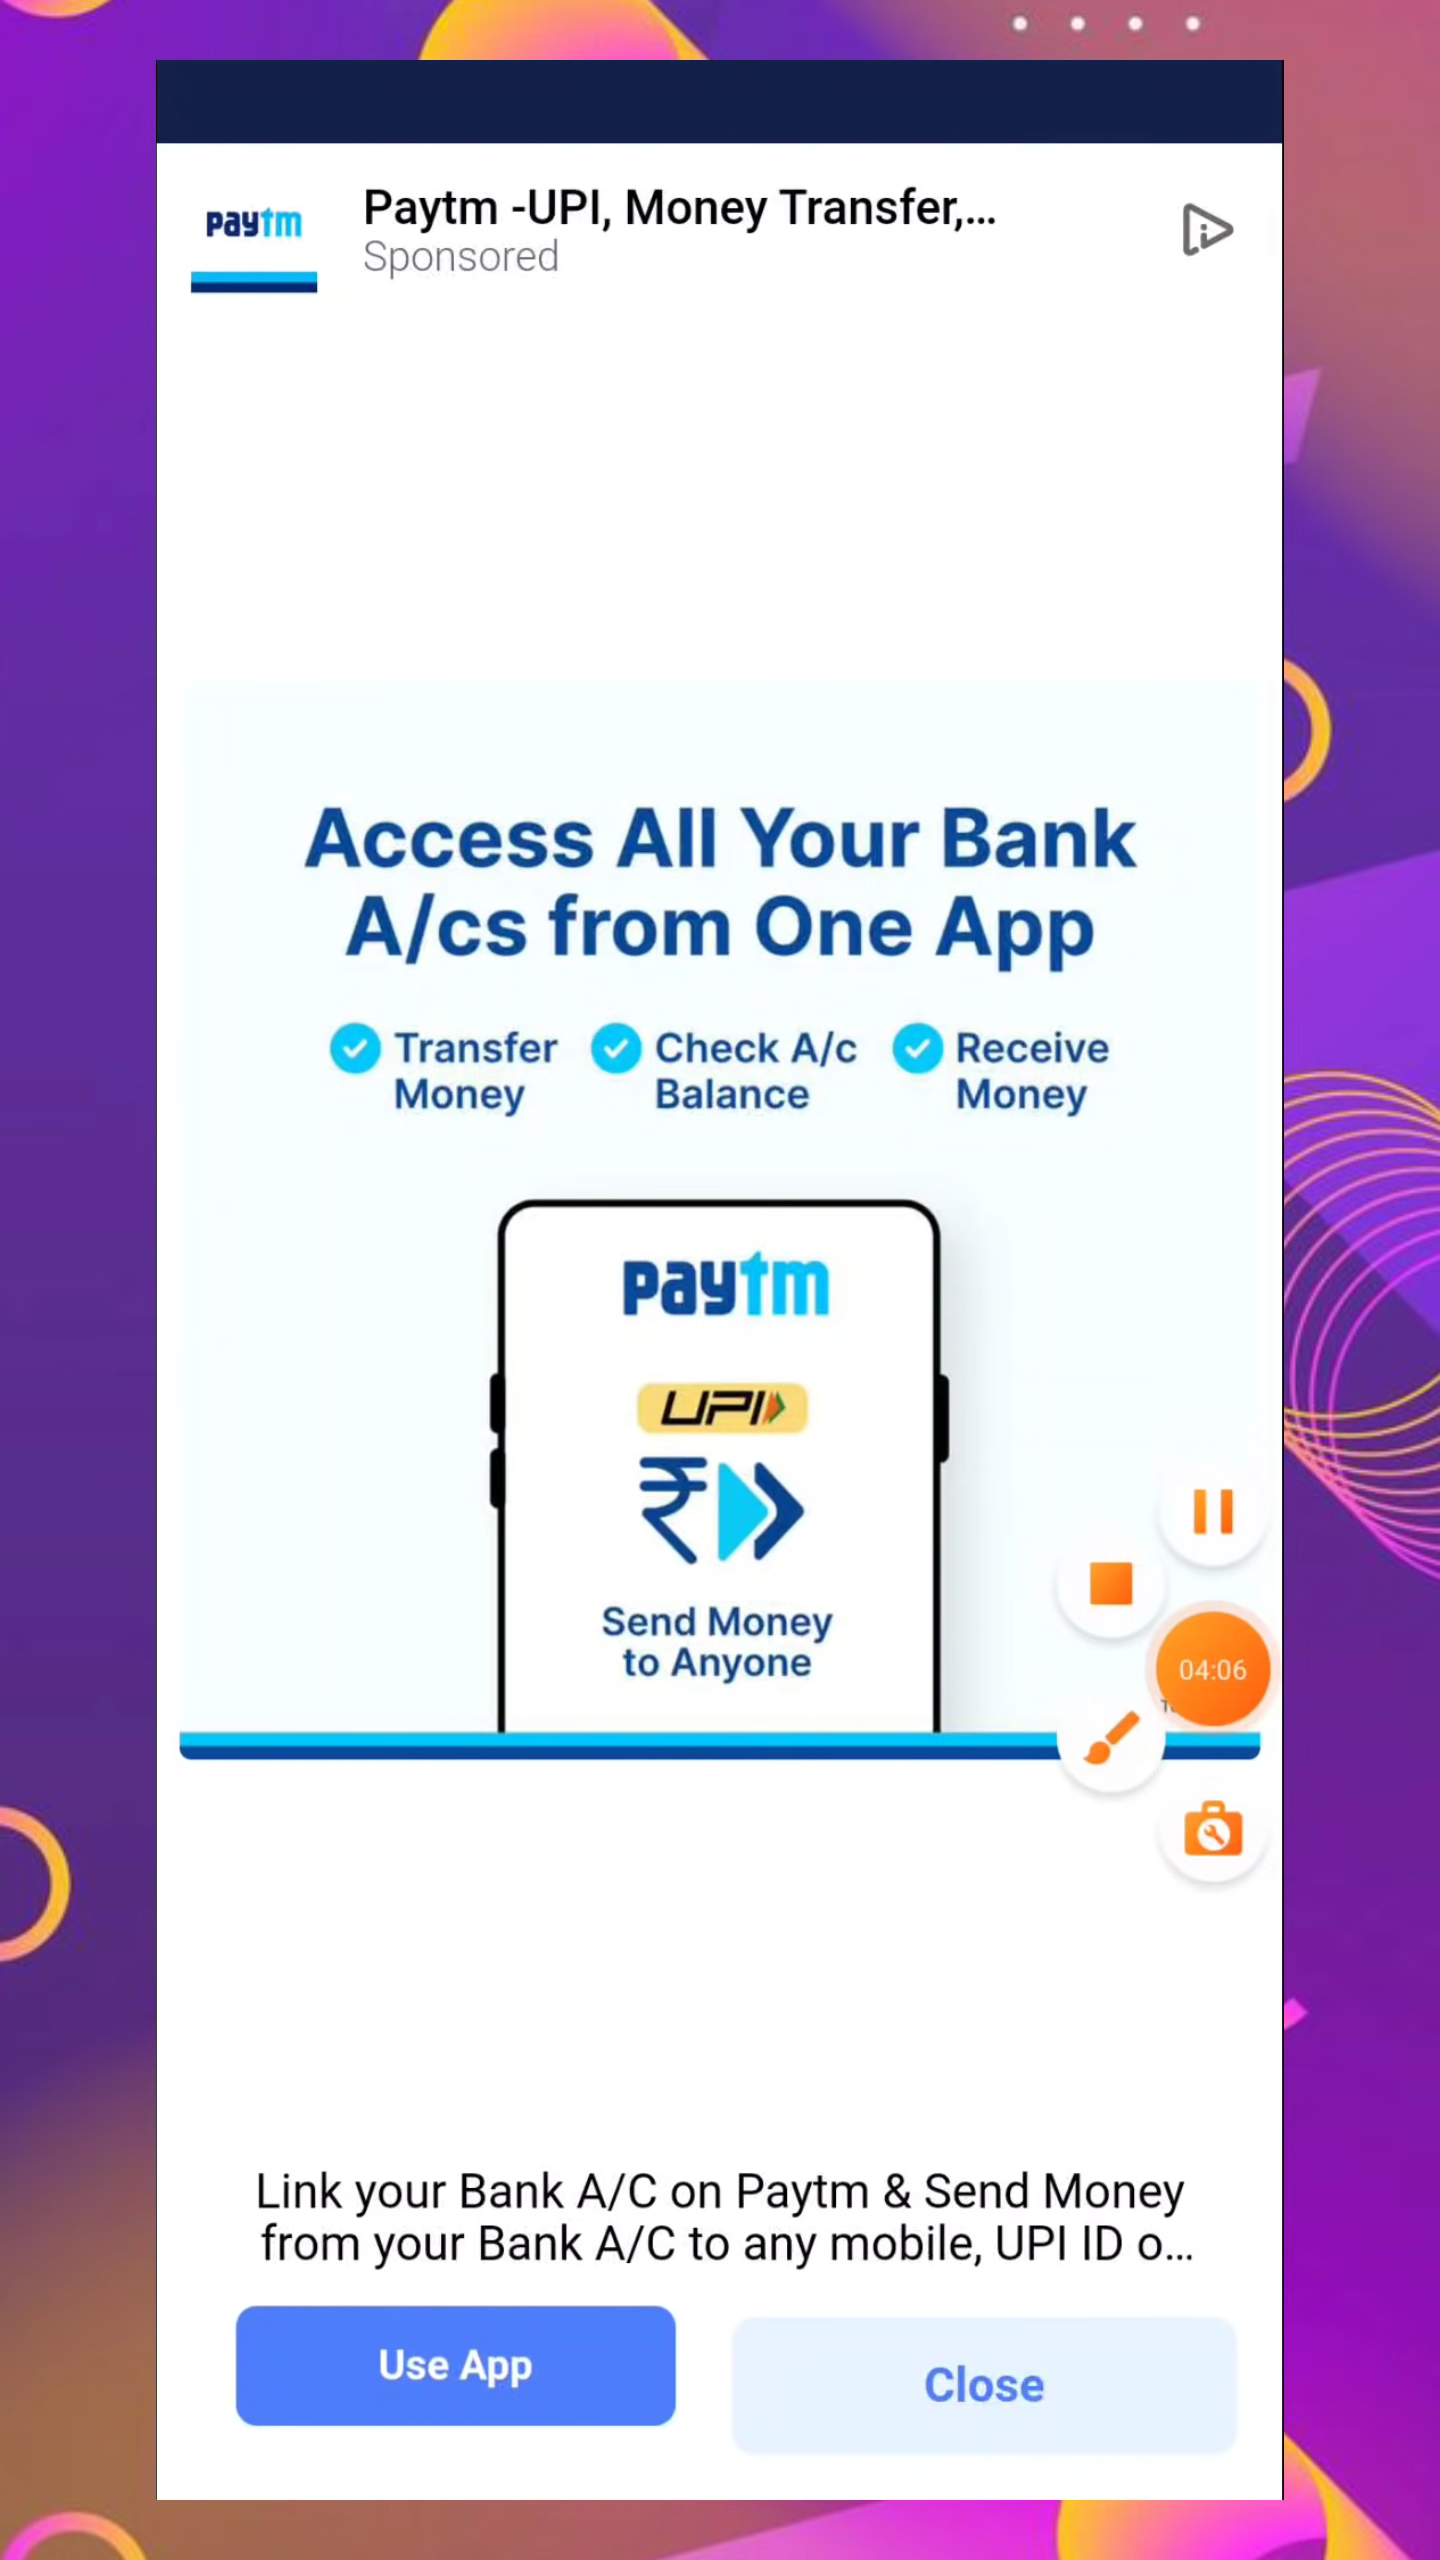 paytm
Paytm -UPI, Money Transfer,...
Sponsored
Access All Your Bank
A/cs from One App
Transfer Money
Check A/c Balance
Receive Money
paytm
UPI
₹
Send Money
to Anyone
04:06
Link your Bank A/C on Paytm & Send Money
from your Bank A/C to any mobile, UPI ID o...
Use App
Close